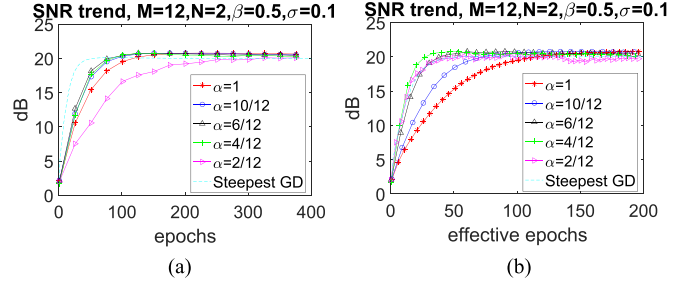 SNR trend, M=12,N=2,β=0.5,σ=0.1
25
20
15
10
5
0
dB
α=1
α=10/12
α=6/12
α=4/12
α=2/12
Steepest GD
0
100
200
300
400
epochs
(a)
SNR trend, M=12,N=2,β=0.5,σ=0.1
25
20
15
10
5
0
dB
α=1
α=10/12
α=6/12
α=4/12
α=2/12
Steepest GD
0
50
100
150
200
effective epochs
(b)